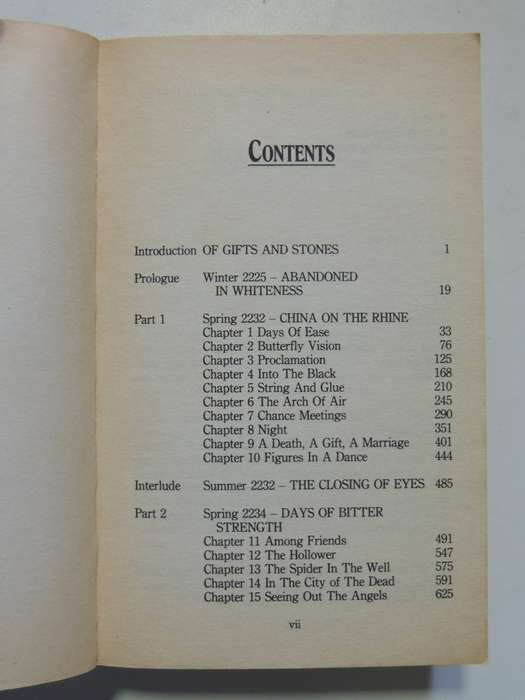 CONTENTS
Introduction OF GIFTS AND STONES 1
Prologue Winter 2225 – ABANDONED
IN WHITENESS 19
Part 1 Spring 2232 – CHINA ON THE RHINE
Chapter 1 Days Of Ease 33
Chapter 2 Butterfly Vision 76
Chapter 3 Proclamation 125
Chapter 4 Into The Black 168
Chapter 5 String And Glue 210
Chapter 6 The Arch Of Air 245
Chapter 7 Chance Meetings 290
Chapter 8 Night 351
Chapter 9 A Death, A Gift, A Marriage 401
Chapter 10 Figures In A Dance 444
Interlude Summer 2232 – THE CLOSING OF EYES 485
Part 2 Spring 2234 – DAYS OF BITTER
STRENGTH
Chapter 11 Among Friends 491
Chapter 12 The Hollower 547
Chapter 13 The Spider In The Well 575
Chapter 14 In The City of the Dead 591
Chapter 15 Seeing Out The Angels 625
vii